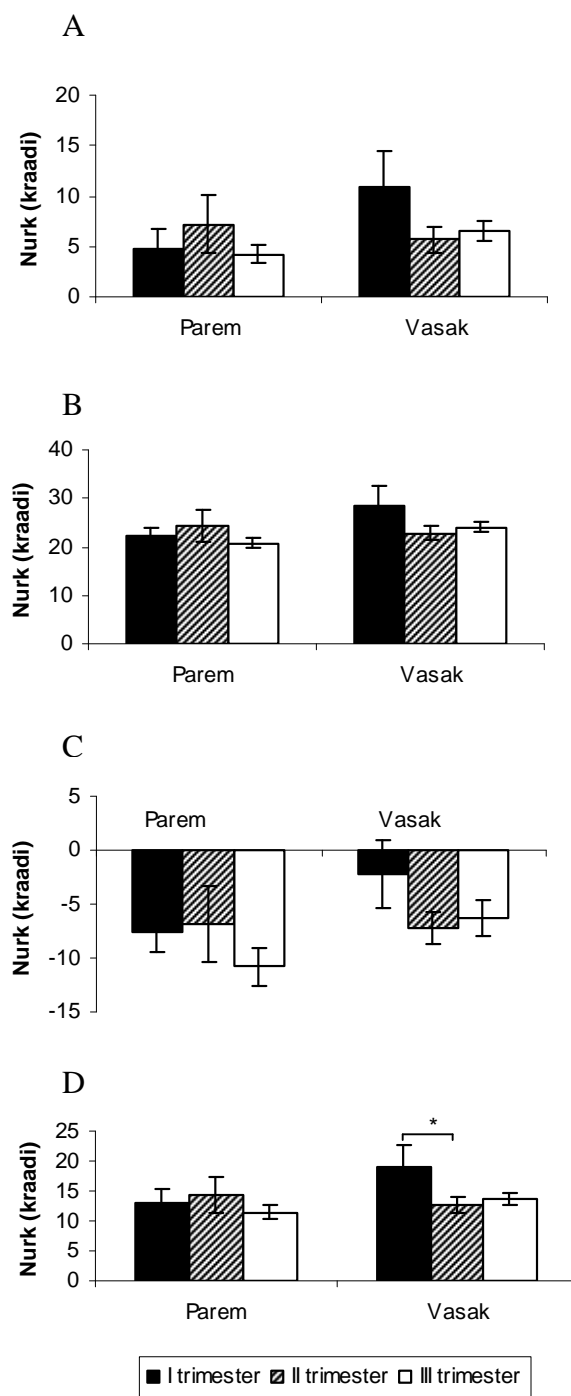 A
Nurk (kraadi)
20
15
10
5
0
Parem
Vasak
B
Nurk (kraadi)
40
30
20
10
0
Parem
Vasak
C
Nurk (kraadi)
5
0
-5
-10
-15
Parem
Vasak
D
Nurk (kraadi)
25
20
15
10
5
0
*
Parem
Vasak
I trimester II trimester III trimester